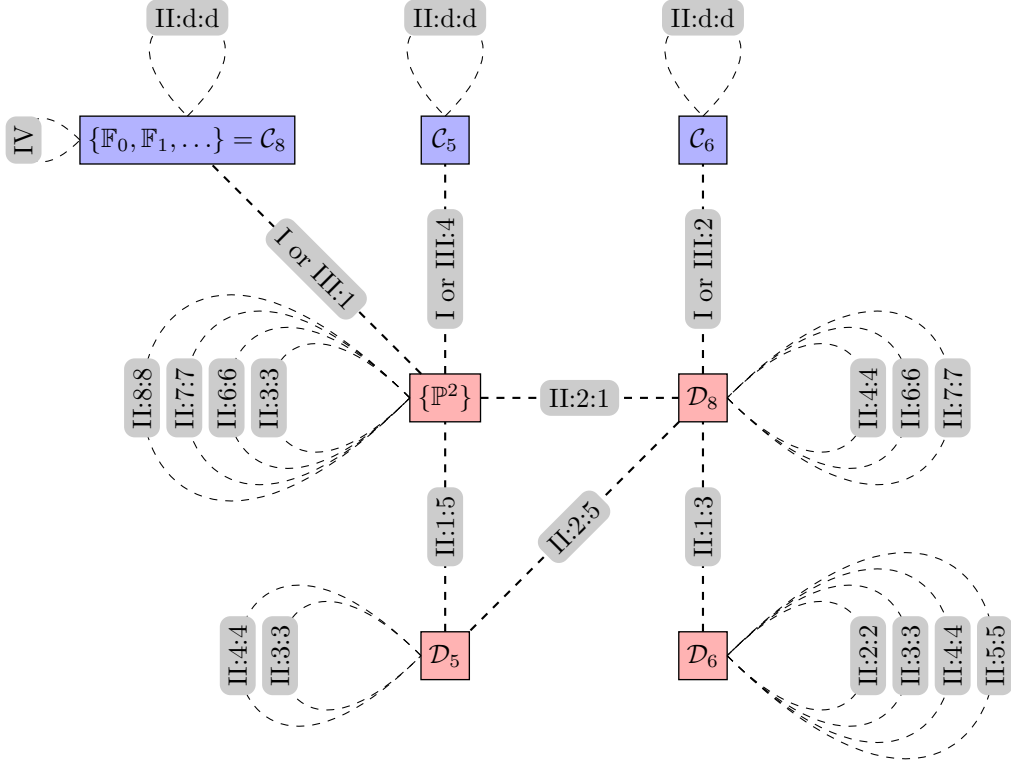 II:d:d
II:d:d
II:d:d
IV
{𝔽₀, 𝔽₁, …} = 𝒞₈
𝒞₅
𝒞₆
I or III:1
I or III:4
I or III:2
II:8:8
II:7:7
II:6:6
II:3:3
{ℙ²}
II:2:1
𝒟₈
II:4:4
II:6:6
II:7:7
II:1:5
II:2:5
II:1:3
II:4:4
II:3:3
𝒟₅
𝒟₆
II:2:2
II:3:3
II:4:4
II:5:5